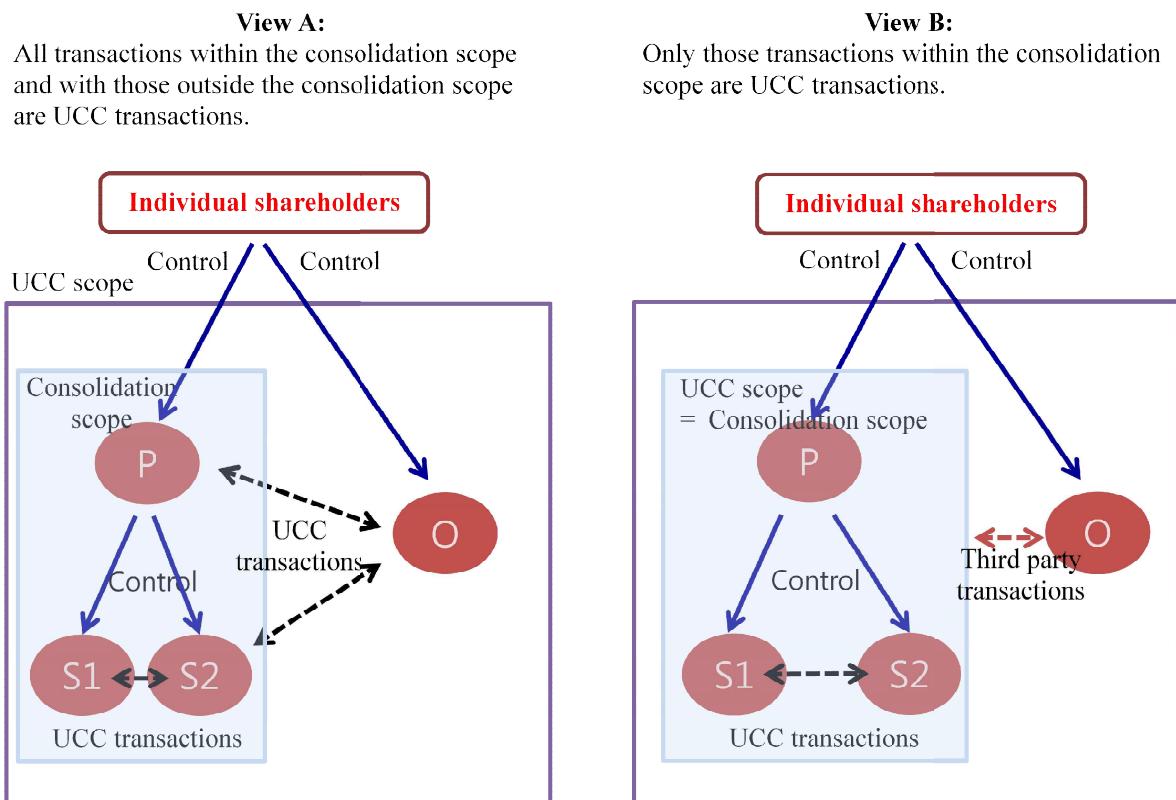 View A:
All transactions within the consolidation scope
and with those outside the consolidation scope
are UCC transactions.
Individual shareholders
Control
Control
UCC scope
Consolidation
scope
P
O
UCC
transactions
Control
S1
S2
UCC transactions
View B:
Only those transactions within the consolidation
scope are UCC transactions.
Individual shareholders
Control
Control
UCC scope
= Consolidation scope
P
O
Third party
transactions
Control
S1
S2
UCC transactions